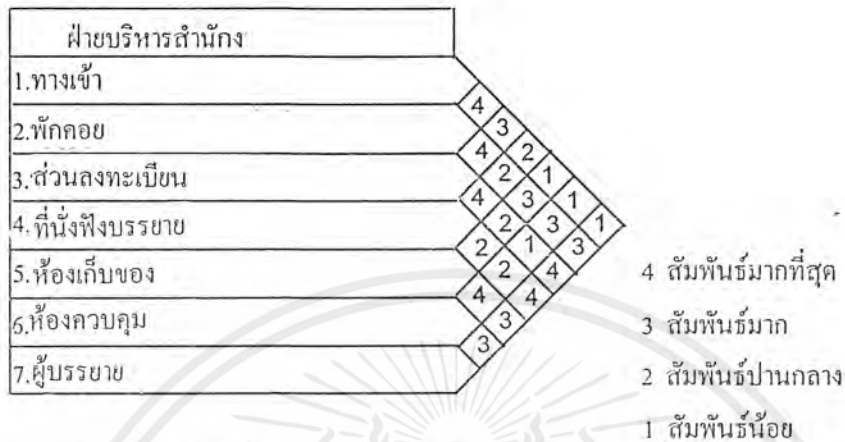 ฝ่ายบริหารสำนักง
1.ทางเข้า
2.พักคอย
3.ส่วนลงทะเบียน
4.ที่นั่งฟังบรรยาย
5.ห้องเก็บของ
6.ห้องควบคุม
7.ผู้บรรยาย
4
3
4 2
2 1
4 3 1
2 3 1
2 1 3
2 4
4 4
3
3
4 สัมพันธ์มากที่สุด
3 สัมพันธ์มาก
2 สัมพันธ์ปานกลาง
1 สัมพันธ์น้อย